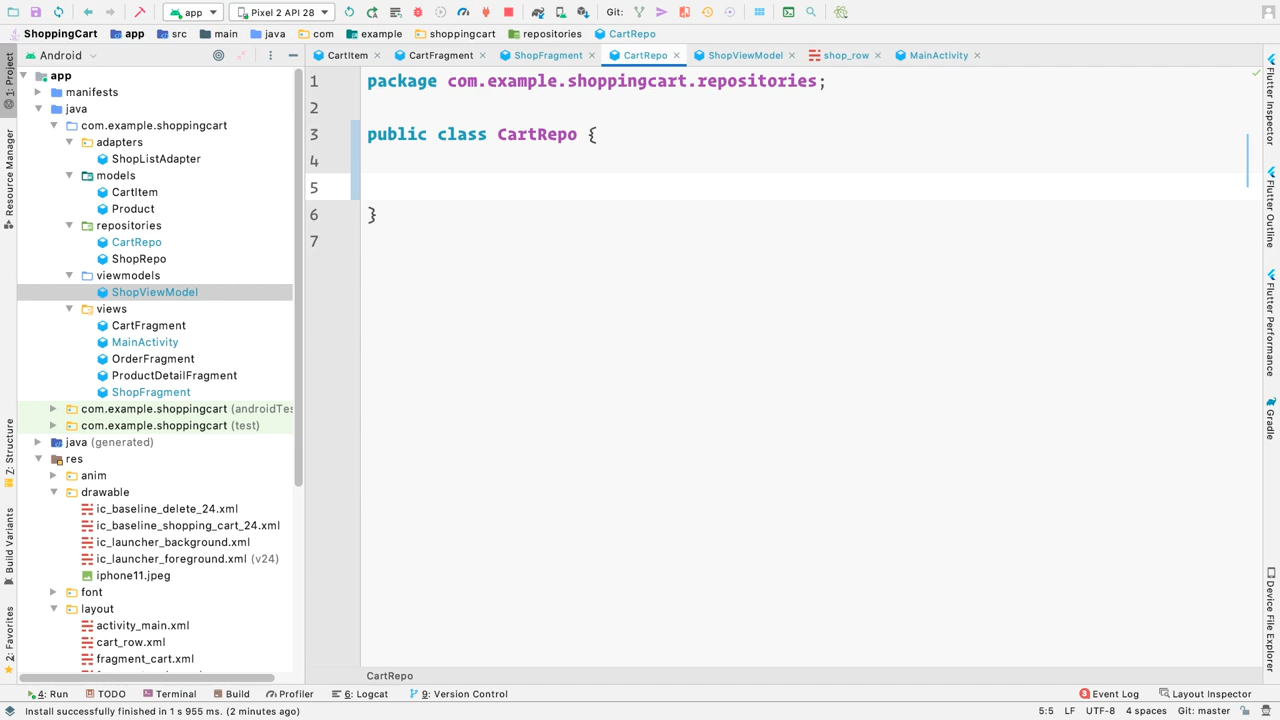 app
Pixel 2 API 28
Git:
ShoppingCart
app
src
main
java
com
example
shoppingcart
repositories
CartRepo
Android
CartItem
CartFragment
ShopFragment
CartRepo
ShopViewModel
shop_row
MainActivity
1: Project
Resource Manager
Z: Structure
Build Variants
2: Favorites
app
manifests
java
com.example.shoppingcart
adapters
ShopListAdapter
models
CartItem
Product
repositories
CartRepo
ShopRepo
viewmodels
ShopViewModel
views
CartFragment
MainActivity
OrderFragment
ProductDetailFragment
ShopFragment
com.example.shoppingcart (androidTes
com.example.shoppingcart (test)
java (generated)
res
anim
drawable
ic_baseline_delete_24.xml
ic_baseline_shopping_cart_24.xml
ic_launcher_background.xml
ic_launcher_foreground.xml (v24)
iphone11.jpeg
font
layout
activity_main.xml
cart_row.xml
fragment_cart.xml
1 package com.example.shoppingcart.repositories;
2
3 public class CartRepo {
4
5
6 }
7
CartRepo
Flutter Inspector
Flutter Outline
Flutter Performance
Gradle
Device File Explorer
4: Run
TODO
Terminal
Build
Profiler
6: Logcat
9: Version Control
3 Event Log
Layout Inspector
Install successfully finished in 1 s 955 ms. (2 minutes ago)
5:5
LF
UTF-8
4 spaces
Git: master